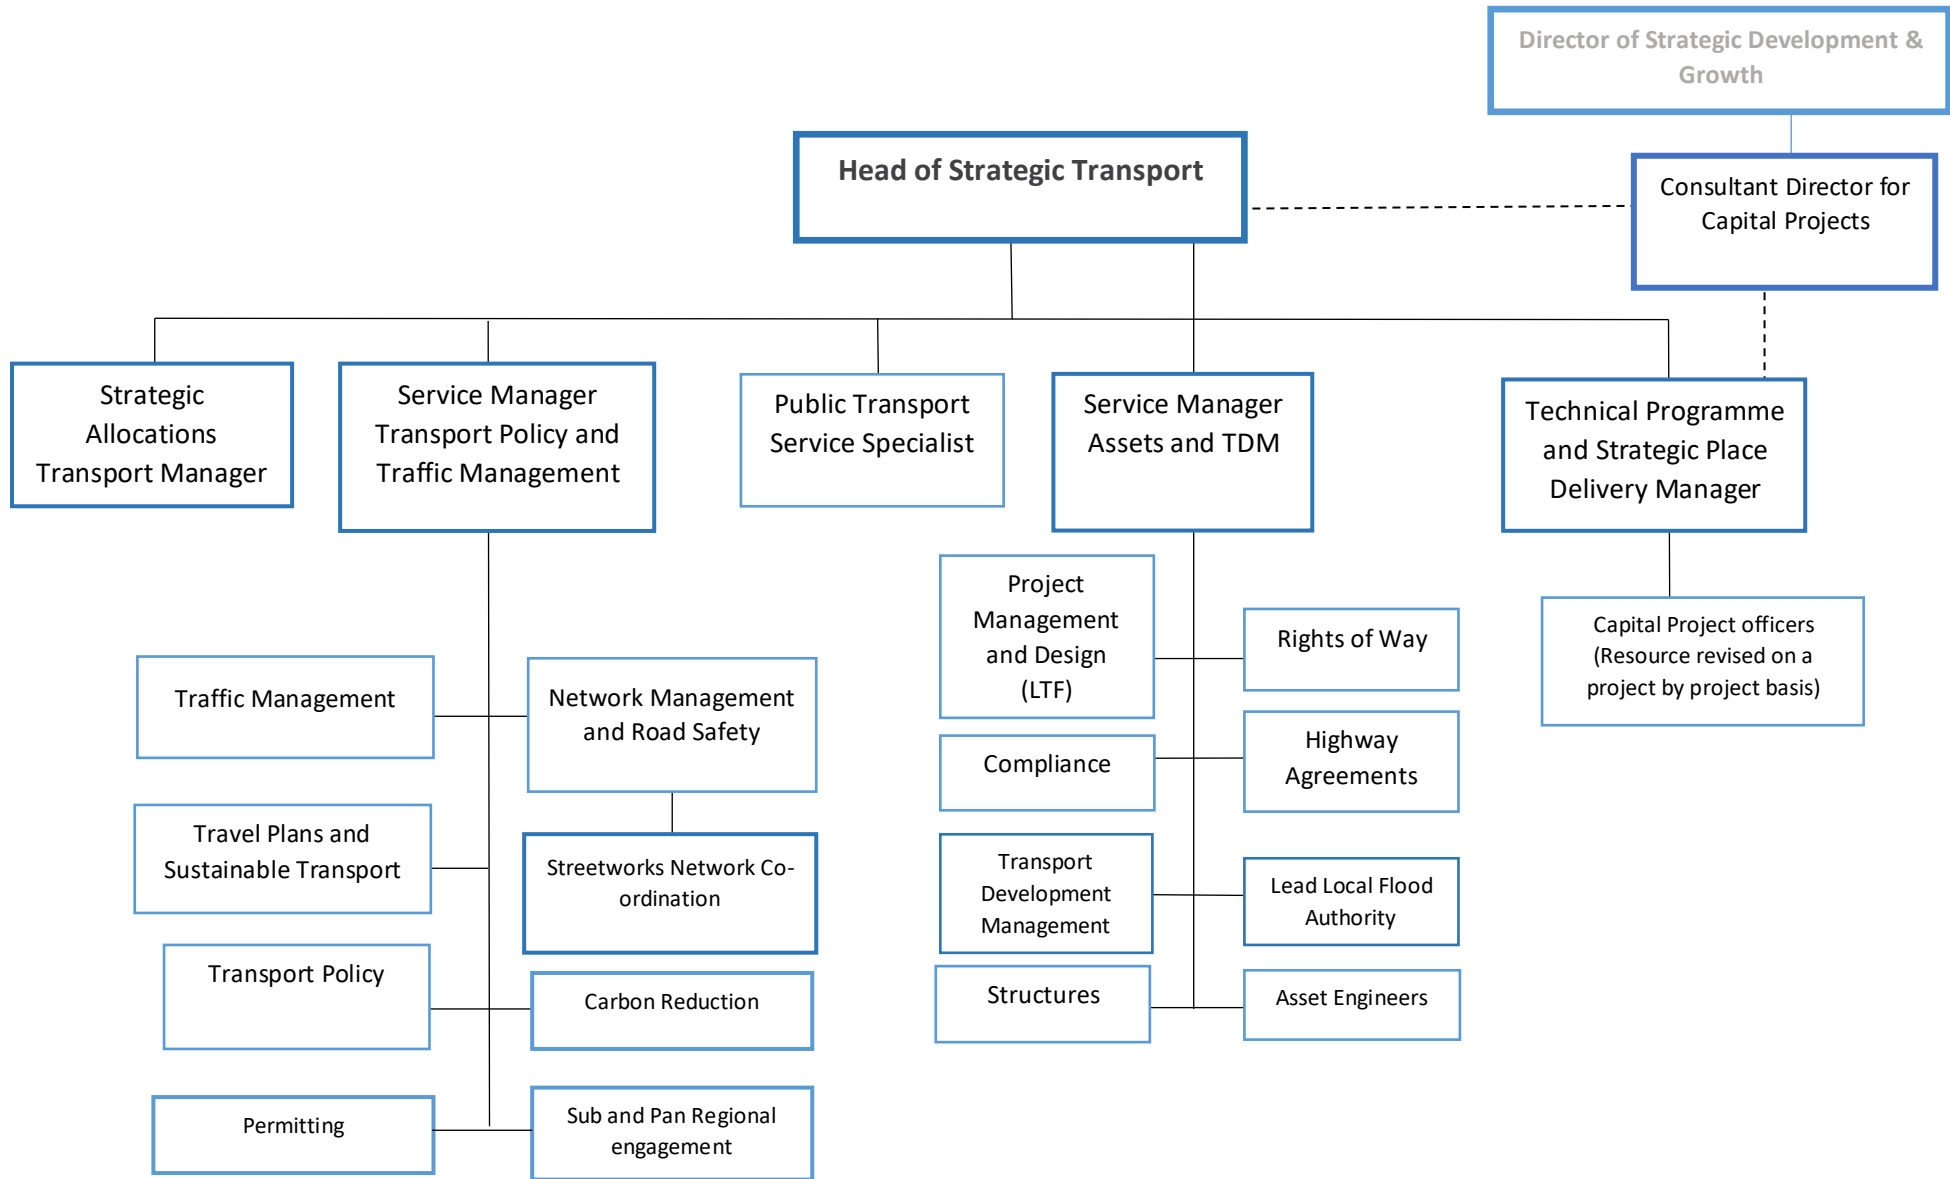 Director of Strategic Development &
Growth
Head of Strategic Transport
Consultant Director for
Capital Projects
Strategic
Allocations
Transport Manager
Service Manager
Transport Policy and
Traffic Management
Public Transport
Service Specialist
Service Manager
Assets and TDM
Technical Programme
and Strategic Place
Delivery Manager
Traffic Management
Network Management
and Road Safety
Travel Plans and
Sustainable Transport
Streetworks Network Co-
ordination
Transport Policy
Carbon Reduction
Permitting
Sub and Pan Regional
engagement
Project
Management
and Design
(LTF)
Rights of Way
Compliance
Highway
Agreements
Transport
Development
Management
Lead Local Flood
Authority
Structures
Asset Engineers
Capital Project officers
(Resource revised on a
project by project basis)